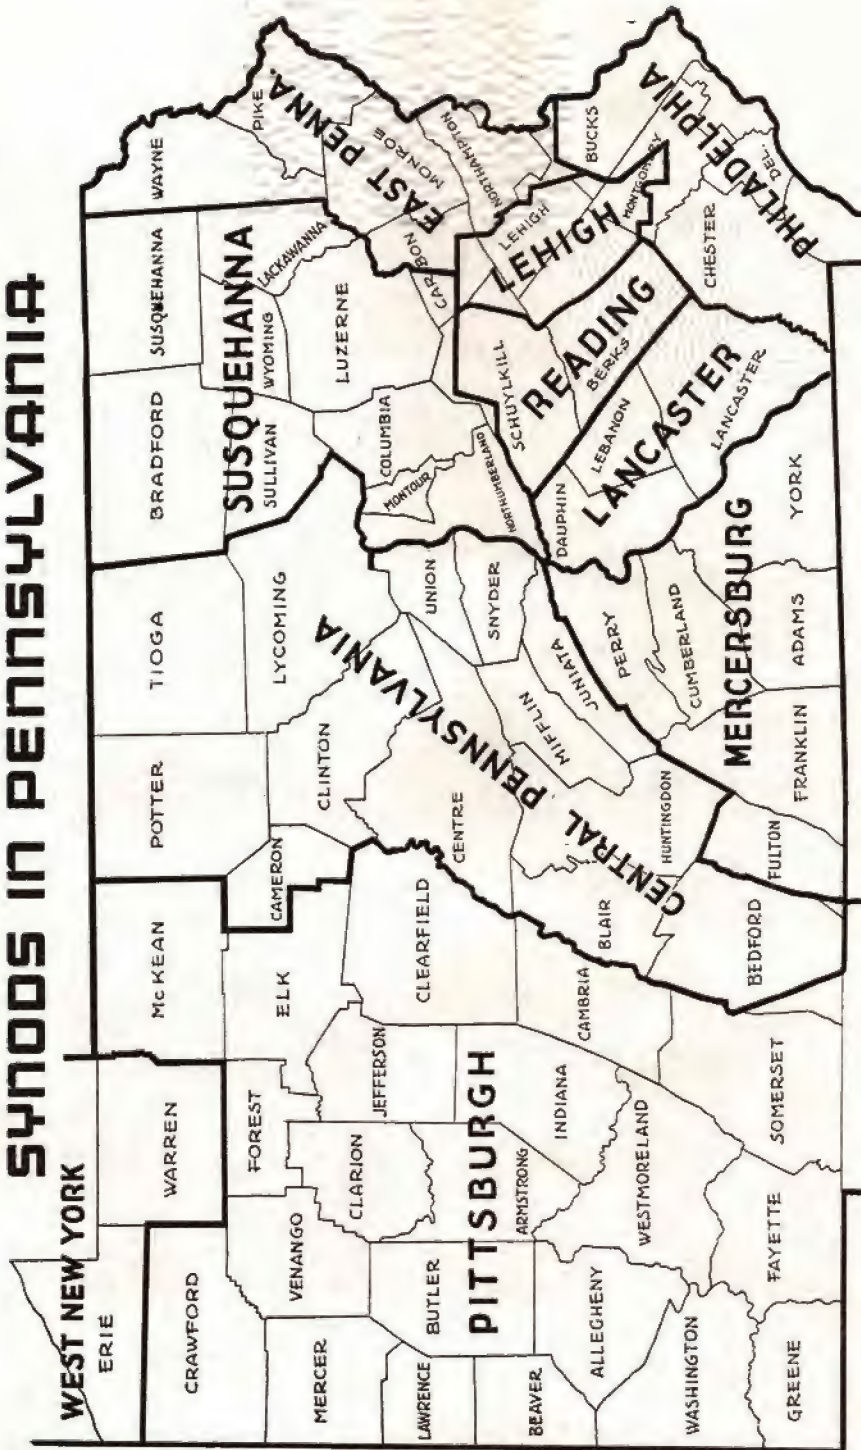 SYNODS IN PENNSYLVANIA
WEST NEW YORK
ERIE
WARREN
McKEAN
POTTER
TIOGA
BRADFORD
SUSQUEHANNA
WAYNE
CRAWFORD
FOREST
ELK
CAMERON
LYCOMING
SULLIVAN
SUSQUEHANNA
WYOMING
LACKAWANNA
PIKE
VENANGO
CLINTON
LUZERNE
EAST PENNA.
MONROE
MERCER
CLARION
JEFFERSON
CLEARFIELD
CENTRE
UNION
MONTOUR
COLUMBIA
CARBON
NORTHAMPTON
LAWRENCE
BUTLER
PITTSBURGH
ARMSTRONG
CENTRAL PENNSYLVANIA
SNYDER
NORTHUMBERLAND
SCHUYLKILL
LEHIGH
LEHIGH
BUCKS
BEAVER
INDIANA
CAMBRIA
BLAIR
MIFFLIN
JUNIATA
DAUPHIN
READING
BERKS
MONTGOMERY
ALLEGHENY
WESTMORELAND
HUNTINGDON
PERRY
LEBANON
LANCASTER
LANCASTER
PHILADELPHIA
CHESTER
DEL.
WASHINGTON
CUMBERLAND
MERCERSBURG
GREENE
FAYETTE
SOMERSET
BEDFORD
FULTON
FRANKLIN
ADAMS
YORK